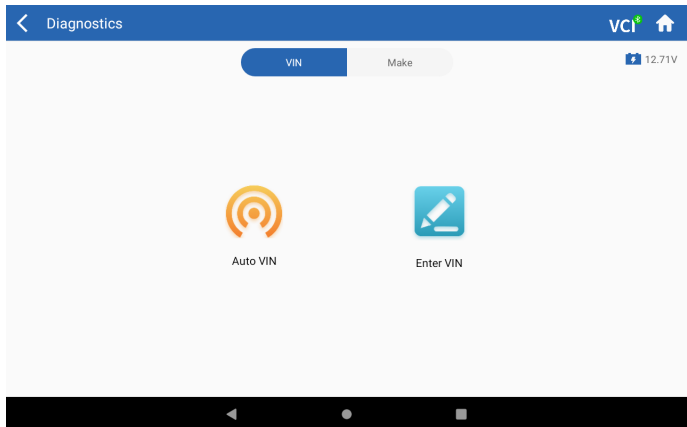 Diagnostics
VCI
VIN
Make
12.71V
Auto VIN
Enter VIN